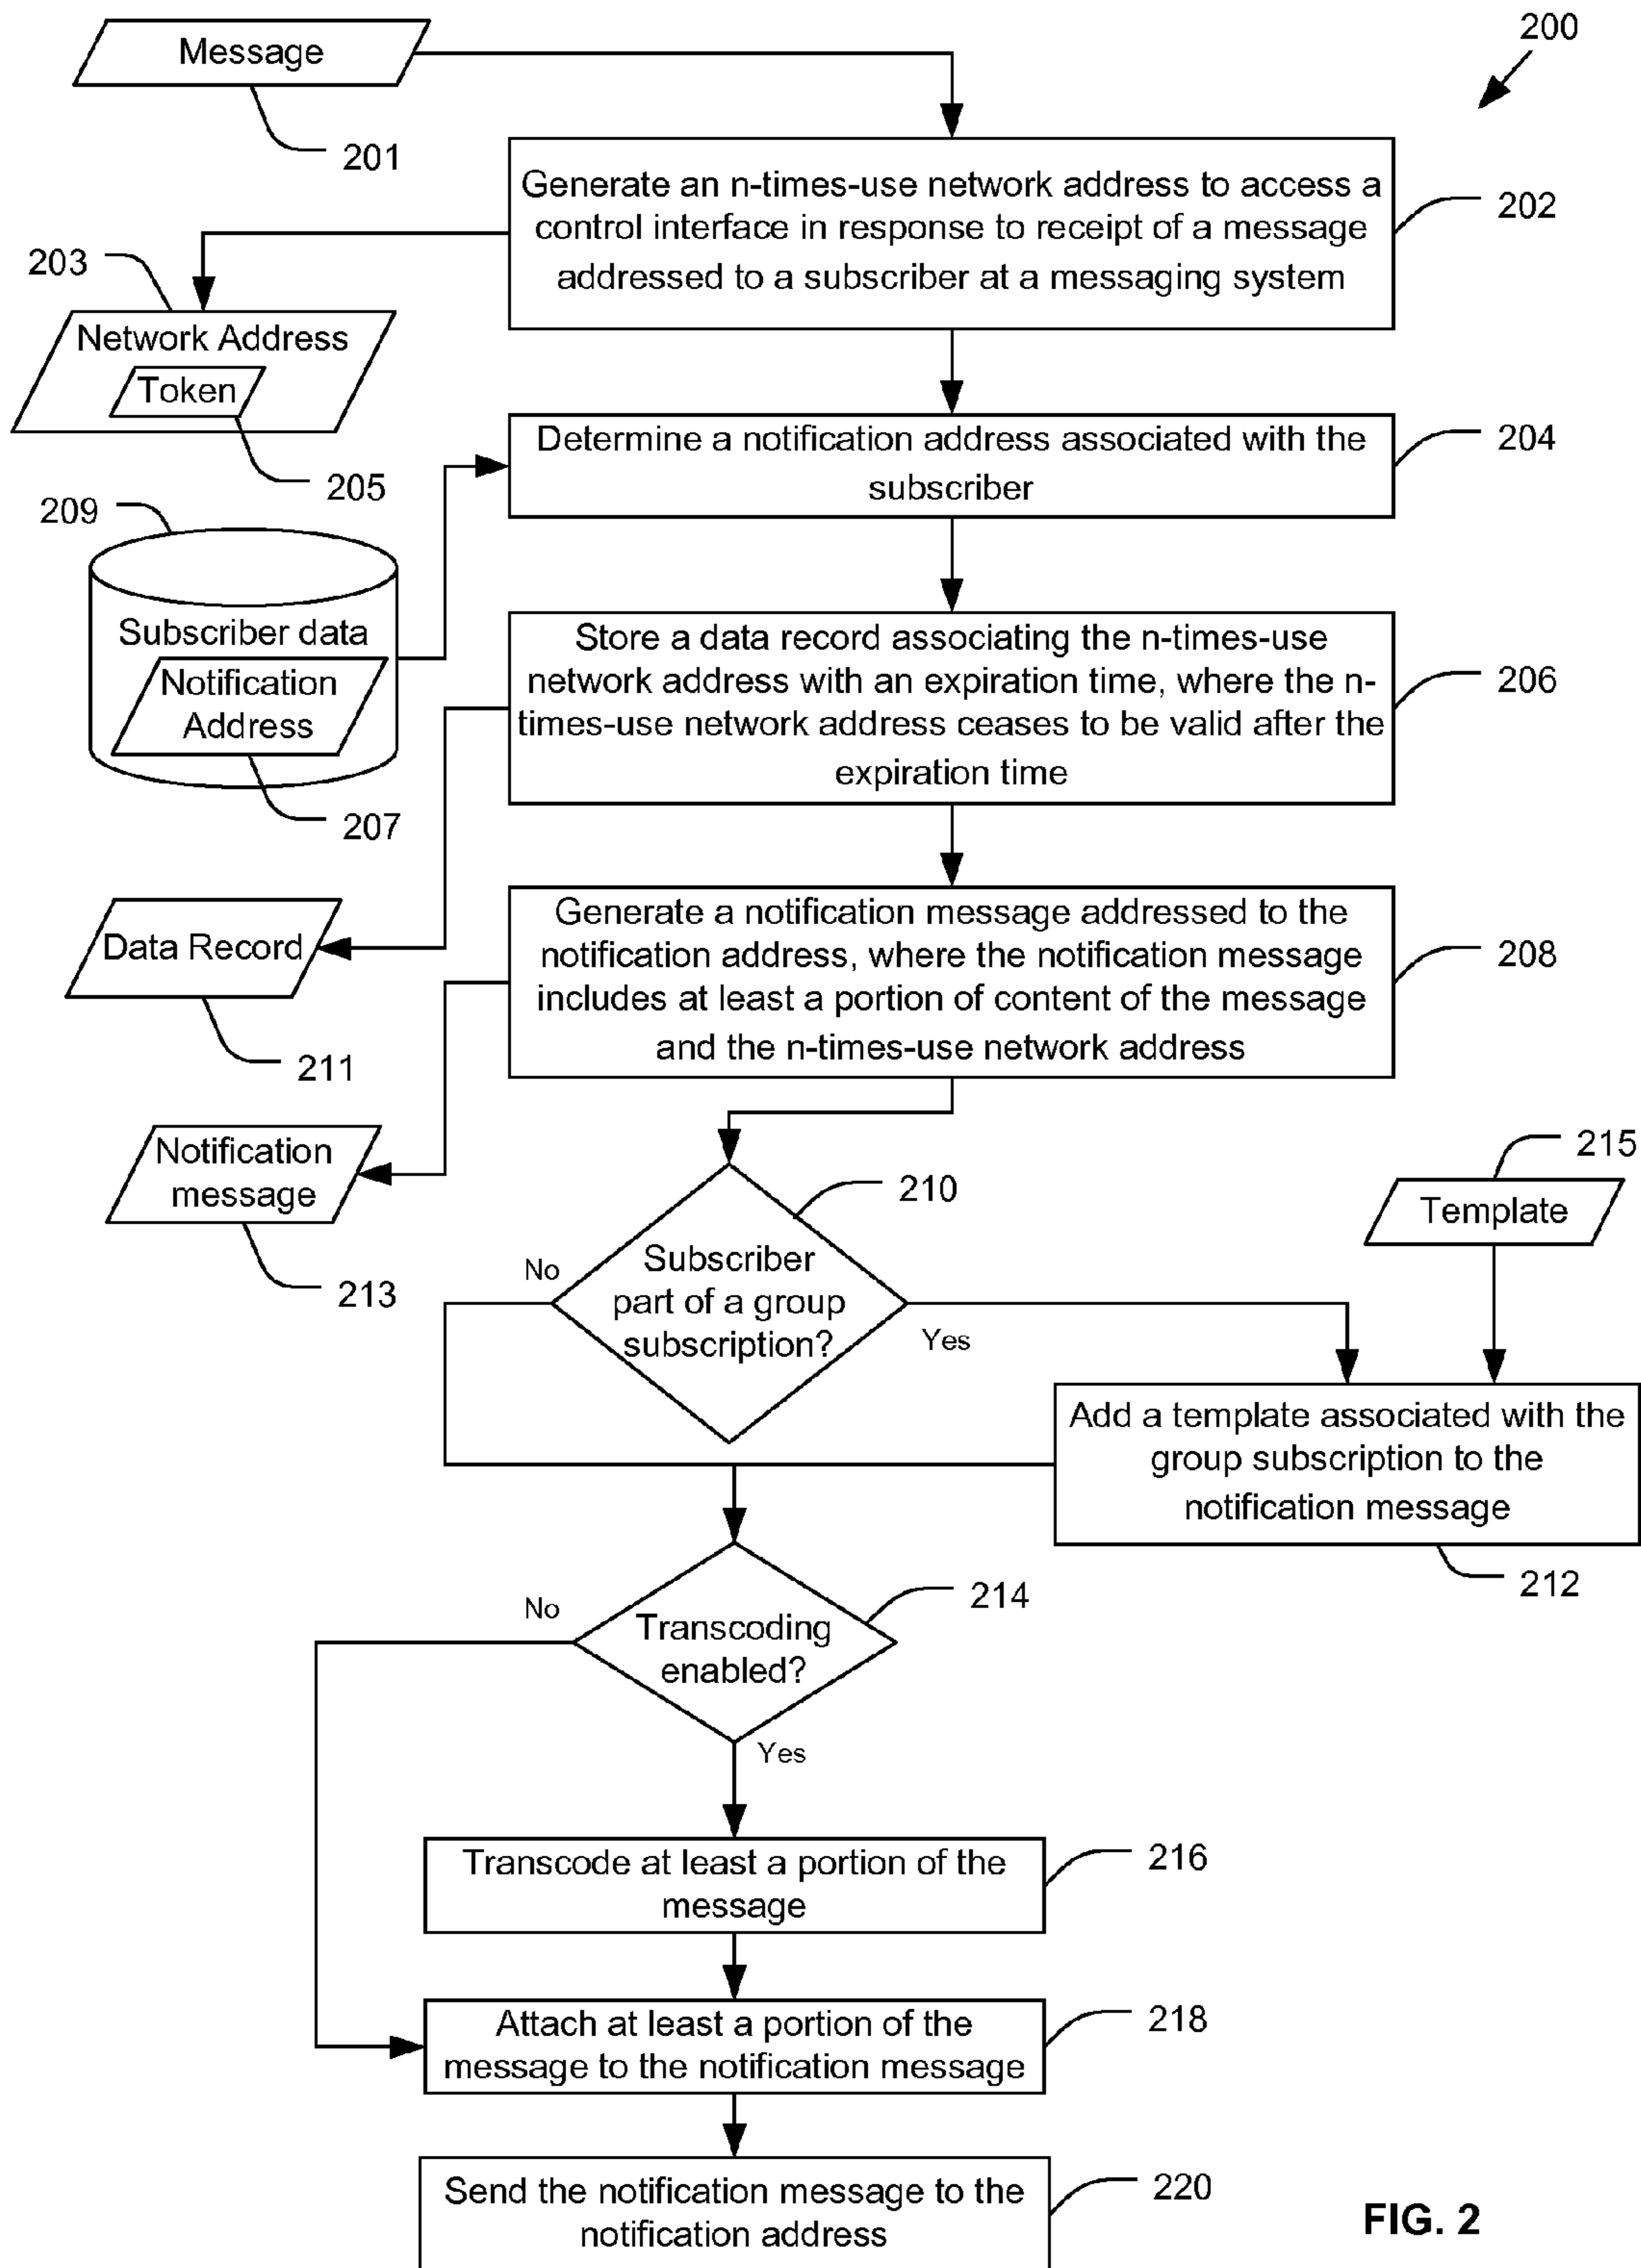 200
Message
201
Generate an n-times-use network address to access a
control interface in response to receipt of a message
addressed to a subscriber at a messaging system
202
203
Network Address
Token
205
Determine a notification address associated with the
subscriber
204
209
Subscriber data
Notification
Address
207
Store a data record associating the n-times-use
network address with an expiration time, where the n-
times-use network address ceases to be valid after the
expiration time
206
Data Record
211
Generate a notification message addressed to the
notification address, where the notification message
includes at least a portion of content of the message
and the n-times-use network address
208
Notification
message
213
210
Subscriber
part of a group
subscription?
No
Yes
215
Template
Add a template associated with the
group subscription to the
notification message
212
214
Transcoding
enabled?
No
Yes
Transcode at least a portion of the
message
216
Attach at least a portion of the
message to the notification message
218
Send the notification message to the
notification address
220
FIG. 2